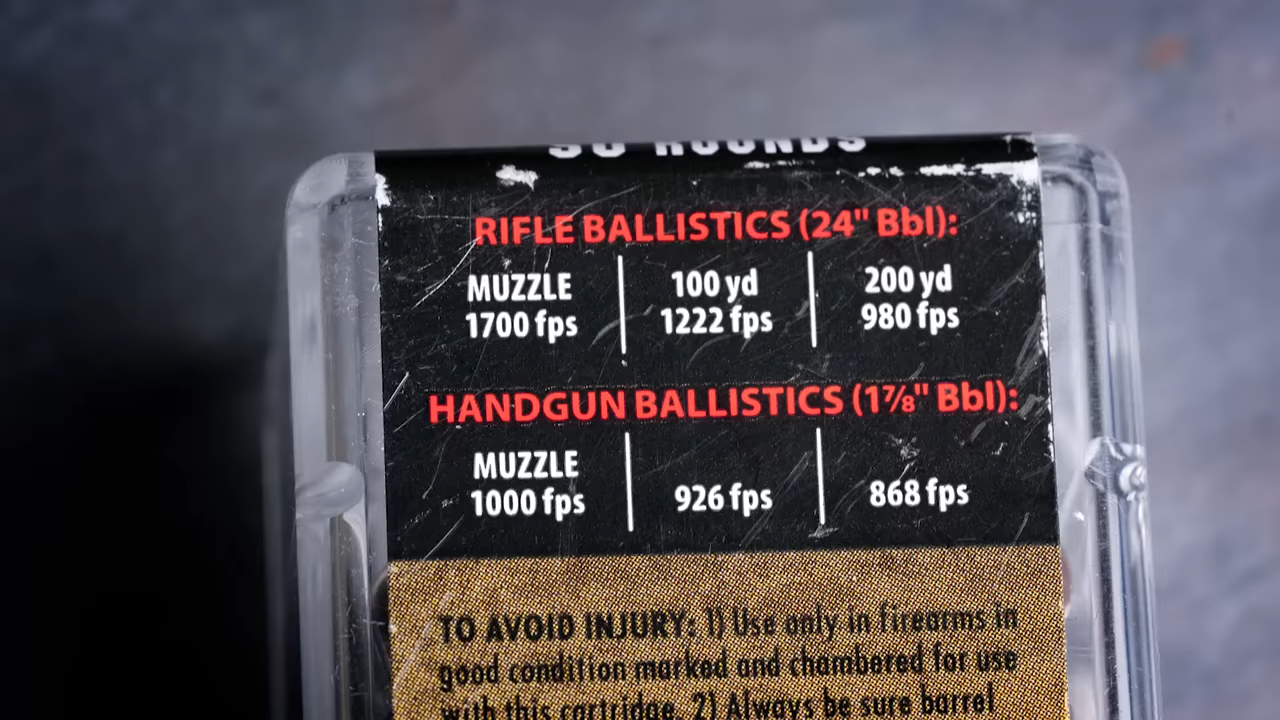 50 ROUNDS
RIFLE BALLISTICS (24" Bbl):
MUZZLE 100 yd 200 yd
1700 fps 1222 fps 980 fps
HANDGUN BALLISTICS (1⅞" Bbl):
MUZZLE
1000 fps 926 fps 868 fps
TO AVOID INJURY: 1) Use only in firearms in
good condition marked and chambered for use
with this cartridge. 2) Always be sure barrel